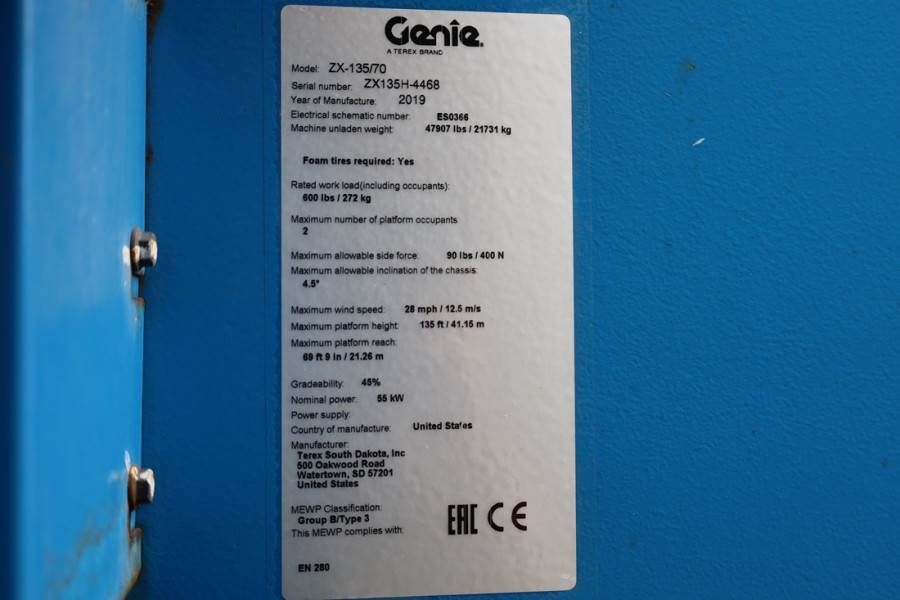 Genie.
A TEREX BRAND
Model: ZX-135/70
Serial number: ZX135H-4468
Year of Manufacture: 2019
Electrical schematic number: ES0366
Machine unladen weight: 47907 lbs / 21731 kg
Foam tires required: Yes
Rated work load(including occupants):
600 lbs / 272 kg
Maximum number of platform occupants
2
Maximum allowable side force: 90 lbs / 400 N
Maximum allowable inclination of the chassis:
4.5°
Maximum wind speed: 28 mph / 12.5 m/s
Maximum platform height: 135 ft / 41.15 m
Maximum platform reach:
69 ft 9 in / 21.26 m
Gradeability: 45%
Nominal power: 55 kW
Power supply:
Country of manufacture: United States
Manufacturer:
Terex South Dakota, Inc
500 Oakwood Road
Watertown, SD 57201
United States
MEWP Classification:
Group B/Type 3
This MEWP complies with:
EAC CE
EN 280